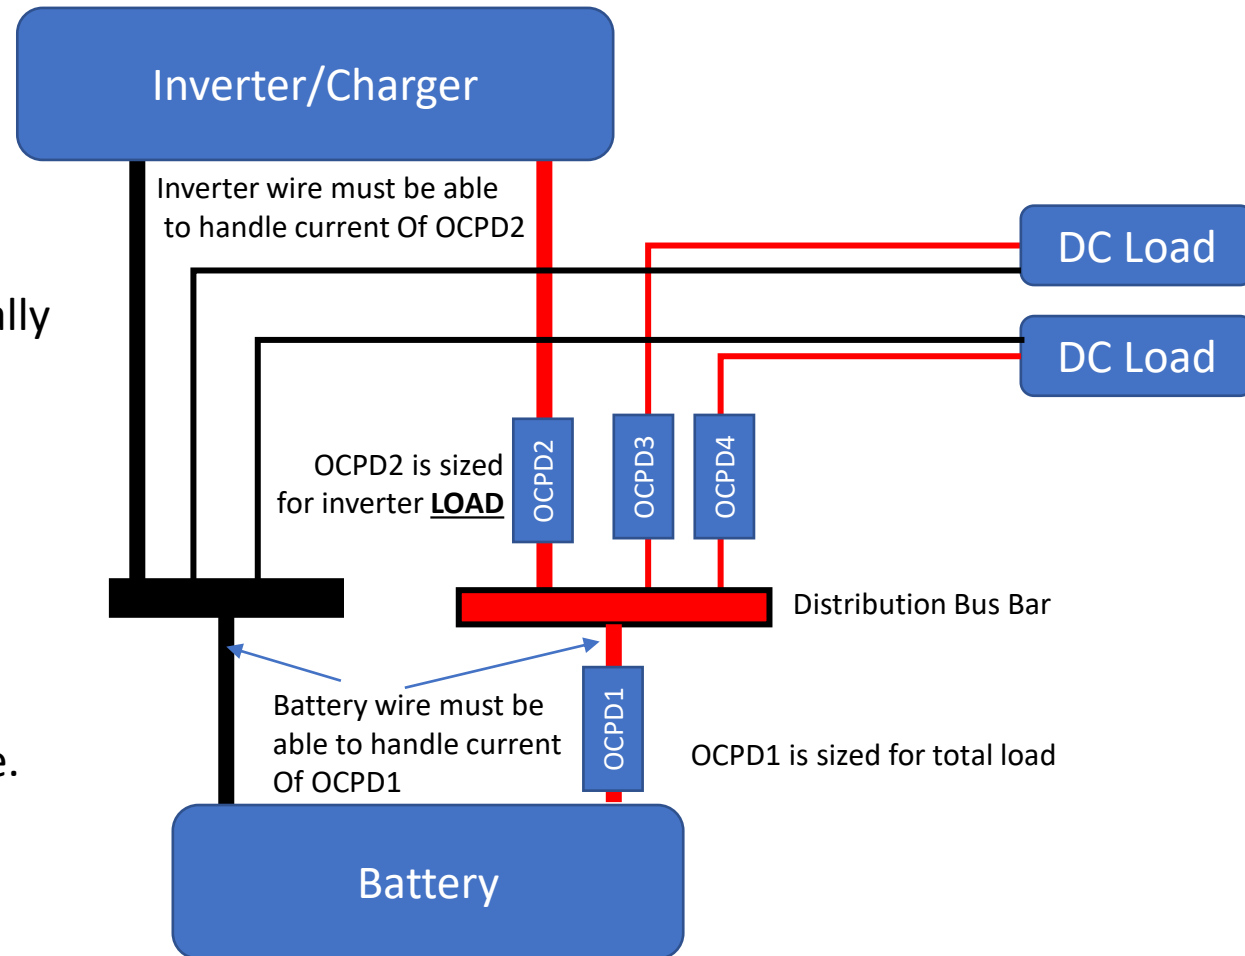 Inverter/Charger
Inverter wire must be able
to handle current Of OCPD2
DC Load
DC Load
ally
OCPD2 is sized
for inverter LOAD
OCPD2
OCPD3
OCPD4
Distribution Bus Bar
Battery wire must be
able to handle current
Of OCPD1
OCPD1
OCPD1 is sized for total load
e.
Battery